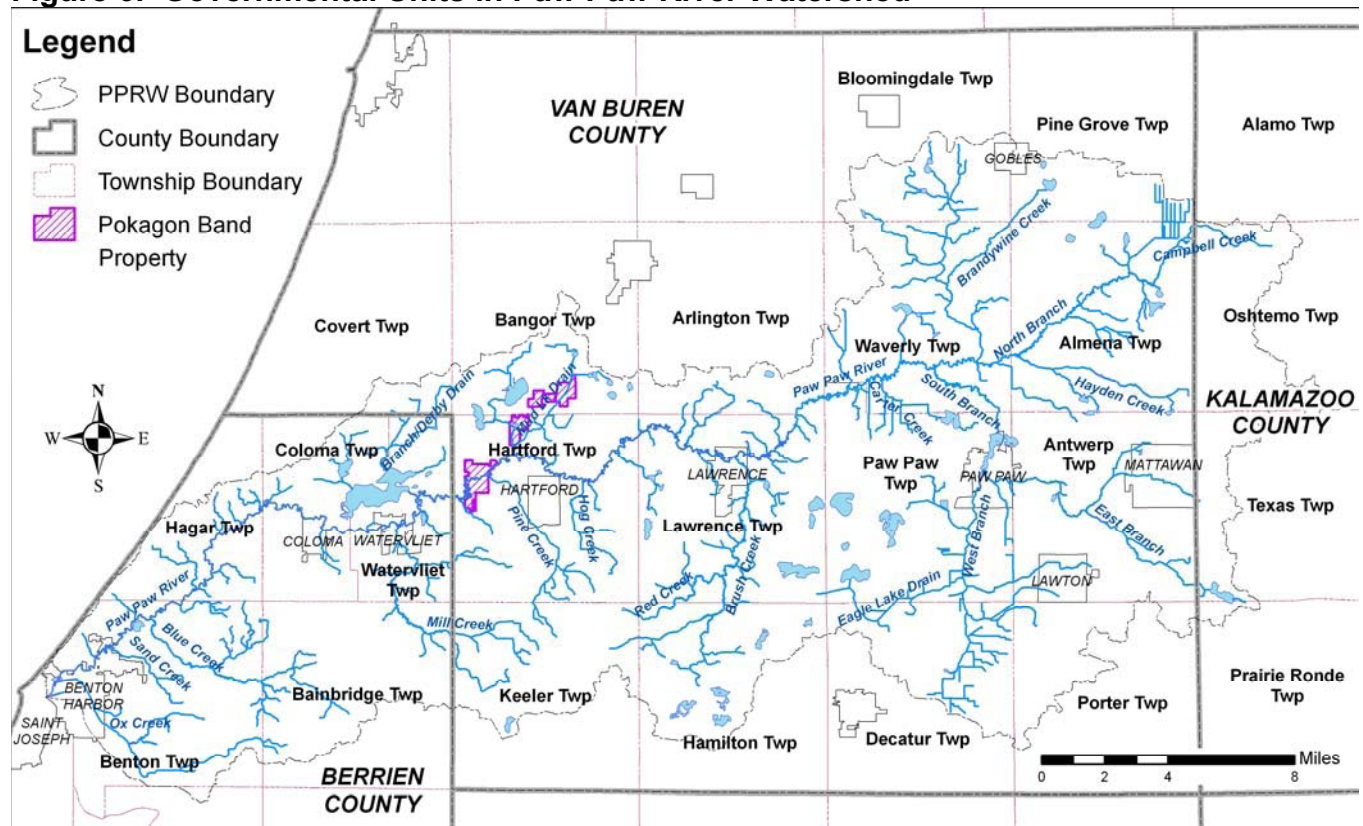 Figure 6. Governmental Units in Paw Paw River Watershed
Legend
PPRW Boundary
County Boundary
Township Boundary
Pokagon Band
Property
VAN BUREN
COUNTY
Bloomingdale Twp
Pine Grove Twp
Alamo Twp
GOBLES
Brandywine Creek
Campbell Creek
Covert Twp
Bangor Twp
Arlington Twp
Waverly Twp
North Branch
Almena Twp
Oshtemo Twp
Paw Paw River
South Branch
Carter Creek
Hayden Creek
KALAMAZOO
COUNTY
N
W
E
S
Coloma Twp
Branch/Derby Drain
Hartford Twp
HARTFORD
LAWRENCE
Paw Paw
Twp
PAW PAW
Antwerp
Twp
MATTAWAN
Texas Twp
Hagar Twp
COLOMA
WATERVLIET
Watervliet
Twp
Pine Creek
Hog Creek
Lawrence Twp
West Branch
East Branch
LAWTON
Paw Paw River
Red Creek
Brush Creek
Eagle Lake Drain
Mill Creek
Blue Creek
Sand Creek
BENTON
HARBOR
SAINT
JOSEPH
Ox Creek
Benton Twp
Bainbridge Twp
Keeler Twp
Hamilton Twp
Decatur Twp
Porter Twp
Prairie Ronde
Twp
BERRIEN
COUNTY
Miles
0 2 4 8